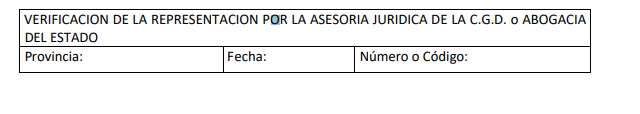 VERIFICACION DE LA REPRESENTACION POR LA ASESORIA JURIDICA DE LA C.G.D. o ABOGACIA
DEL ESTADO
Provincia: Fecha: Número o Código: